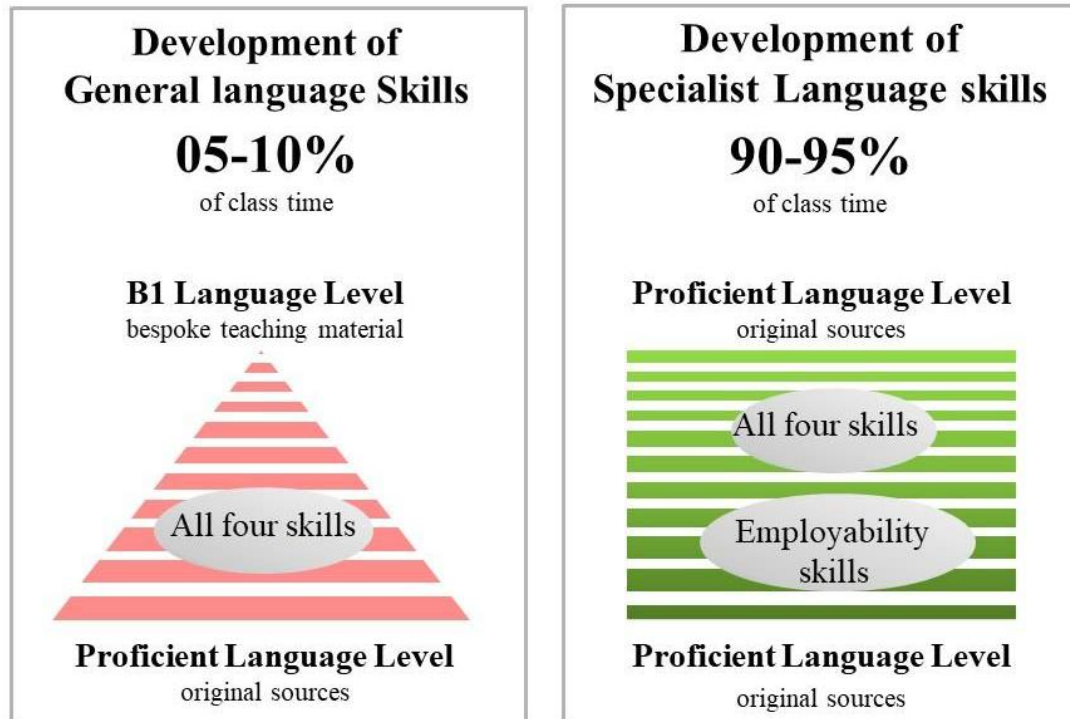 Development of
General language Skills
05-10%
of class time
B1 Language Level
bespoke teaching material
All four skills
Proficient Language Level
original sources
Development of
Specialist Language skills
90-95%
of class time
Proficient Language Level
original sources
All four skills
Employability
skills
Proficient Language Level
original sources